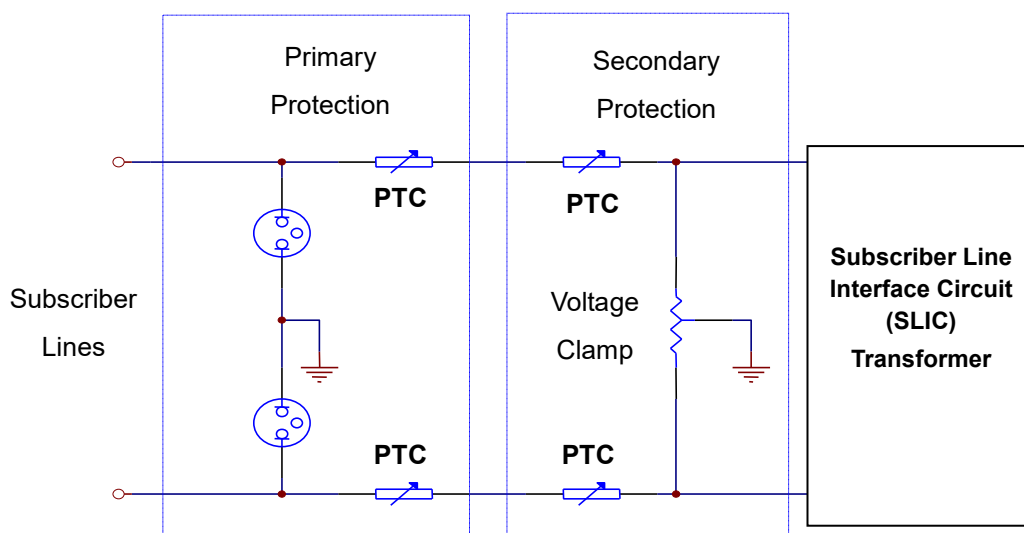 Primary
Protection
Secondary
Protection
PTC
PTC
Subscriber
Lines
Voltage
Clamp
Subscriber Line
Interface Circuit
(SLIC)
Transformer
PTC
PTC